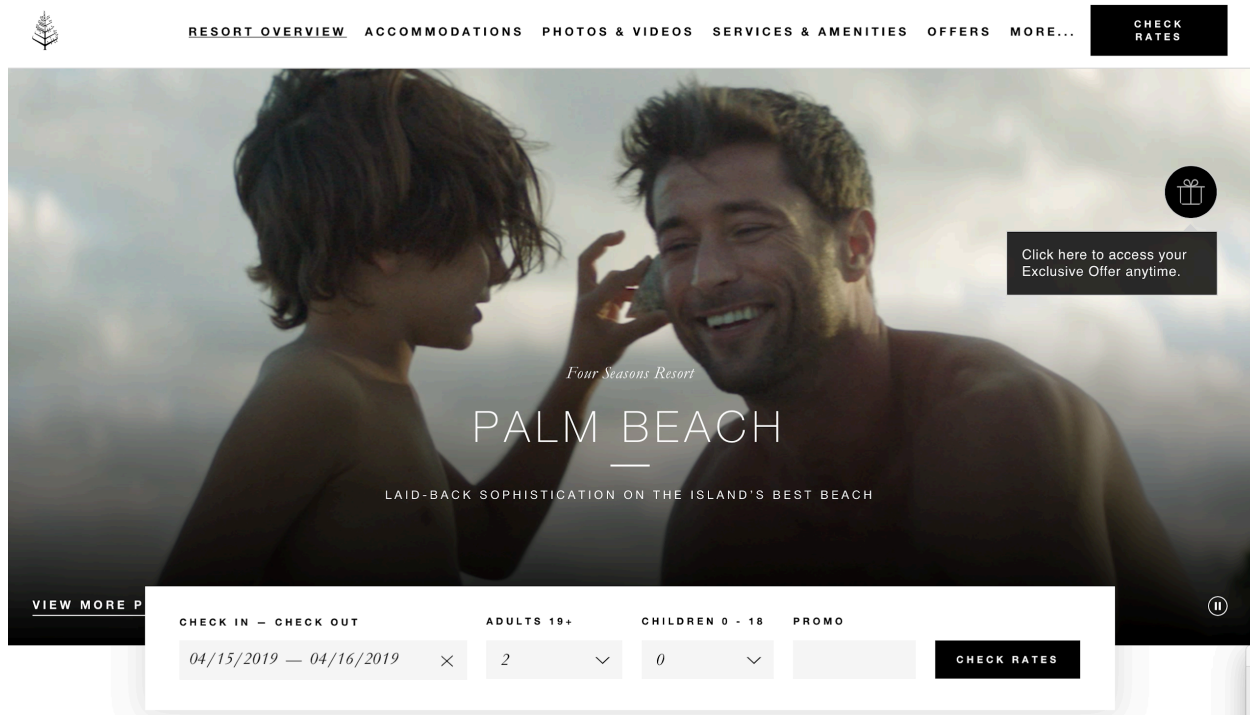 RESORT OVERVIEW ACCOMMODATIONS PHOTOS & VIDEOS SERVICES & AMENITIES OFFERS MORE... CHECK RATES
Click here to access your
Exclusive Offer anytime.
Four Seasons Resort
PALM BEACH
LAID-BACK SOPHISTICATION ON THE ISLAND'S BEST BEACH
VIEW MORE P
CHECK IN – CHECK OUT ADULTS 19+ CHILDREN 0 - 18 PROMO
04/15/2019 — 04/16/2019 2 0 CHECK RATES